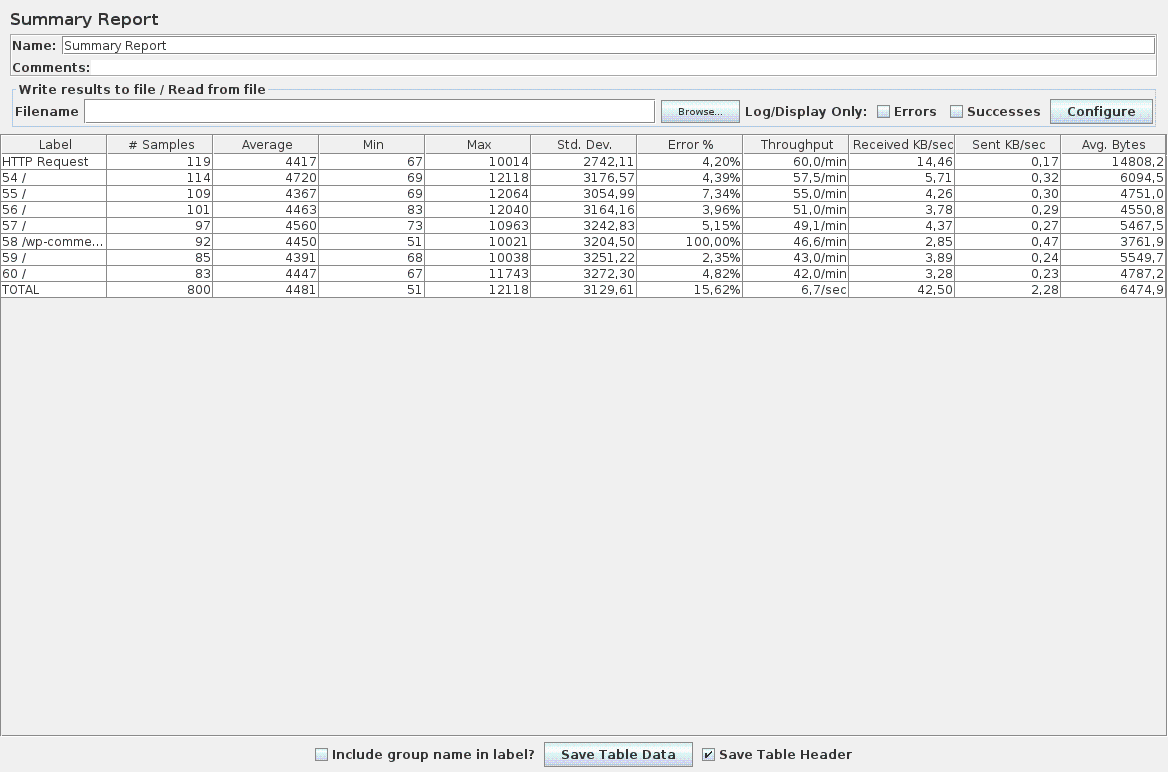 Summary Report
Name: Summary Report
Comments:
Write results to file / Read from file
Filename Browse... Log/Display Only: Errors Successes Configure
Label # Samples Average Min Max Std. Dev. Error % Throughput Received KB/sec Sent KB/sec Avg. Bytes
HTTP Request 119 4417 67 10014 2742,11 4,20% 60,0/min 14,46 0,17 14808,2
54 / 114 4720 69 12118 3176,57 4,39% 57,5/min 5,71 0,32 6094,5
55 / 109 4367 69 12064 3054,99 7,34% 55,0/min 4,26 0,30 4751,0
56 / 101 4463 83 12040 3164,16 3,96% 51,0/min 3,78 0,29 4550,8
57 / 97 4560 73 10963 3242,83 5,15% 49,1/min 4,37 0,27 5467,5
58 /wp-comme... 92 4450 51 10021 3204,50 100,00% 46,6/min 2,85 0,47 3761,9
59 / 85 4391 68 10038 3251,22 2,35% 43,0/min 3,89 0,24 5549,7
60 / 83 4447 67 11743 3272,30 4,82% 42,0/min 3,28 0,23 4787,2
TOTAL 800 4481 51 12118 3129,61 15,62% 6,7/sec 42,50 2,28 6474,9
Include group name in label? Save Table Data Save Table Header